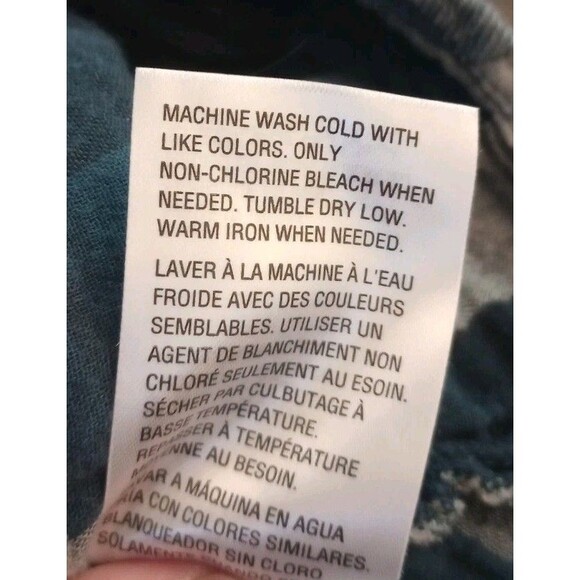 MACHINE WASH COLD WITH
LIKE COLORS. ONLY
NON-CHLORINE BLEACH WHEN
NEEDED. TUMBLE DRY LOW.
WARM IRON WHEN NEEDED.
LAVER À LA MACHINE À L'EAU
FROIDE AVEC DES COULEURS
SEMBLABLES. UTILISER UN
AGENT DE BLANCHIMENT NON
CHLORÉ SEULEMENT AU ESOIN.
SÉCHER PAR CULBUTAGE À
BASSE TEMPÉRATURE.
À TEMPÉRATURE
AU BESOIN.
A MÁQUINA EN AGUA
CON COLORES SIMILARES.
BLANQUEADOR SIN CLORO